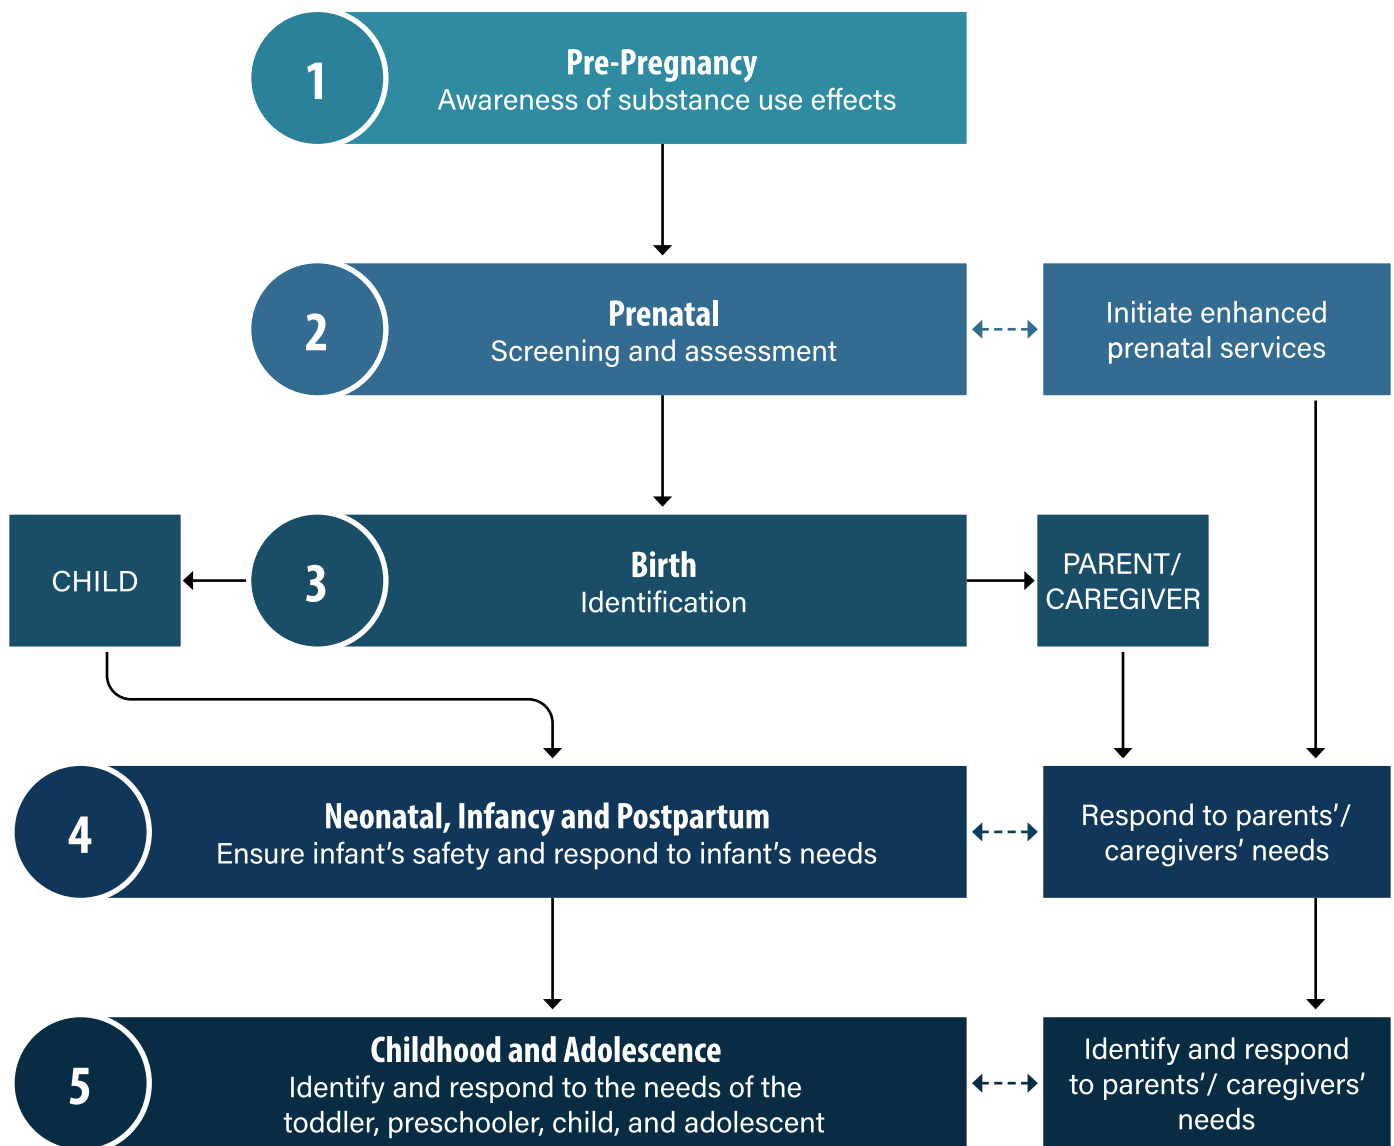 1
Pre-Pregnancy
Awareness of substance use effects
2
Prenatal
Screening and assessment
Initiate enhanced
prenatal services
CHILD
3
Birth
Identification
PARENT/
CAREGIVER
4
Neonatal, Infancy and Postpartum
Ensure infant’s safety and respond to infant’s needs
Respond to parents’/
caregivers’ needs
5
Childhood and Adolescence
Identify and respond to the needs of the
toddler, preschooler, child, and adolescent
Identify and respond
to parents’/ caregivers’
needs